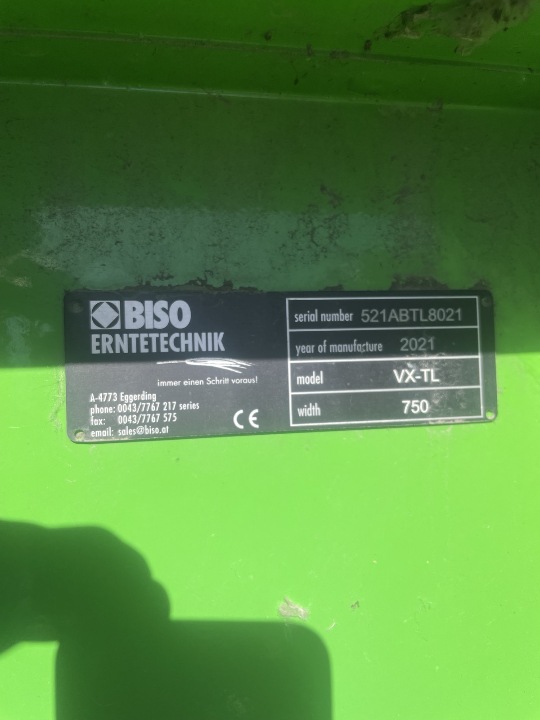 BISO
ERNTETECHNIK
immer einen Schritt voraus!
A-4773 Eggerding
phone: 0043/7767 217 series
fax: 0043/7767 575
email: sales@biso.at
CE
serial number 521ABTL8021
year of manufacture 2021
model VX-TL
width 750